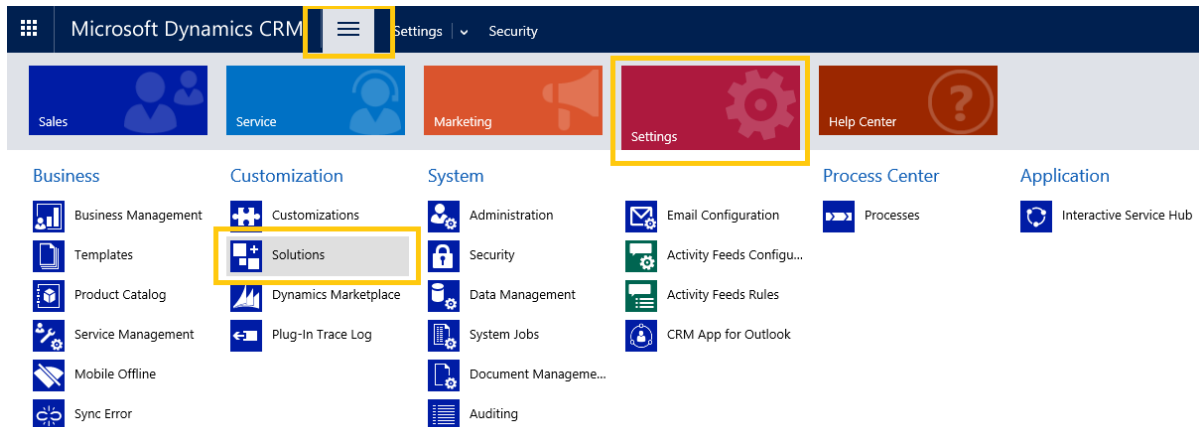 Microsoft Dynamics CRM Settings Security
Sales Service Marketing Settings Help Center
Business Customization System Process Center Application
Business Management Customizations Administration Email Configuration Processes Interactive Service Hub
Templates Solutions Security Activity Feeds Configu...
Product Catalog Dynamics Marketplace Data Management Activity Feeds Rules
Service Management Plug-In Trace Log System Jobs CRM App for Outlook
Mobile Offline Document Manageme...
Sync Error Auditing